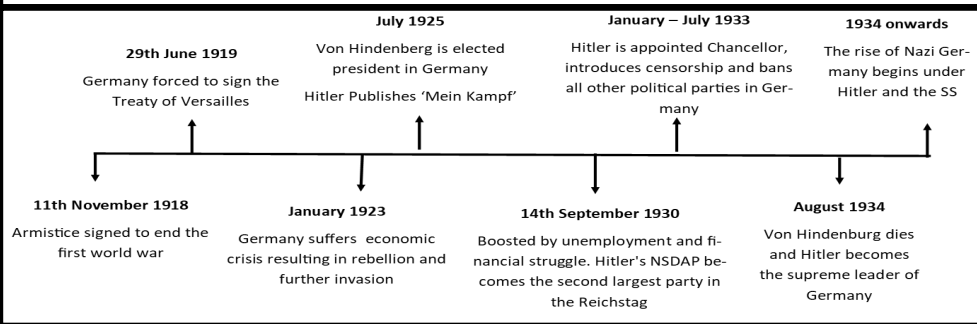 11th November 1918
Armistice signed to end the
first world war
29th June 1919
Germany forced to sign the
Treaty of Versailles
January 1923
Germany suffers economic
crisis resulting in rebellion and
further invasion
July 1925
Von Hindenberg is elected
president in Germany
Hitler Publishes ‘Mein Kampf’
14th September 1930
Boosted by unemployment and fi-
nancial struggle. Hitler's NSDAP be-
comes the second largest party in
the Reichstag
January – July 1933
Hitler is appointed Chancellor,
introduces censorship and bans
all other political parties in Ger-
many
August 1934
Von Hindenburg dies
and Hitler becomes
the supreme leader of
Germany
1934 onwards
The rise of Nazi Ger-
many begins under
Hitler and the SS